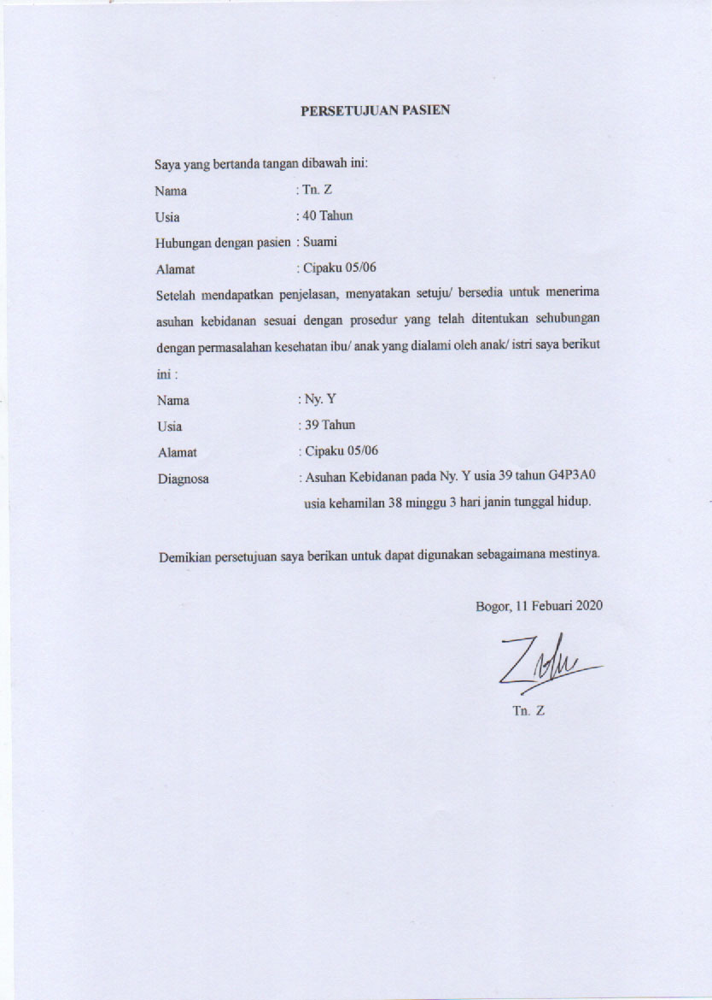 PERSETUJUAN PASIEN
Saya yang bertanda tangan dibawah ini:
Nama : Tn. Z
Usia : 40 Tahun
Hubungan dengan pasien : Suami
Alamat : Cipaku 05/06
Setelah mendapatkan penjelasan, menyatakan setuju/ bersedia untuk menerima
asuhan kebidanan sesuai dengan prosedur yang telah ditentukan sehubungan
dengan permasalahan kesehatan ibu/ anak yang dialami oleh anak/ istri saya berikut
ini :
Nama : Ny. Y
Usia : 39 Tahun
Alamat : Cipaku 05/06
Diagnosa : Asuhan Kebidanan pada Ny. Y usia 39 tahun G4P3A0
usia kehamilan 38 minggu 3 hari janin tunggal hidup.
Demikian persetujuan saya berikan untuk dapat digunakan sebagaimana mestinya.
Bogor, 11 Febuari 2020
Tn. Z